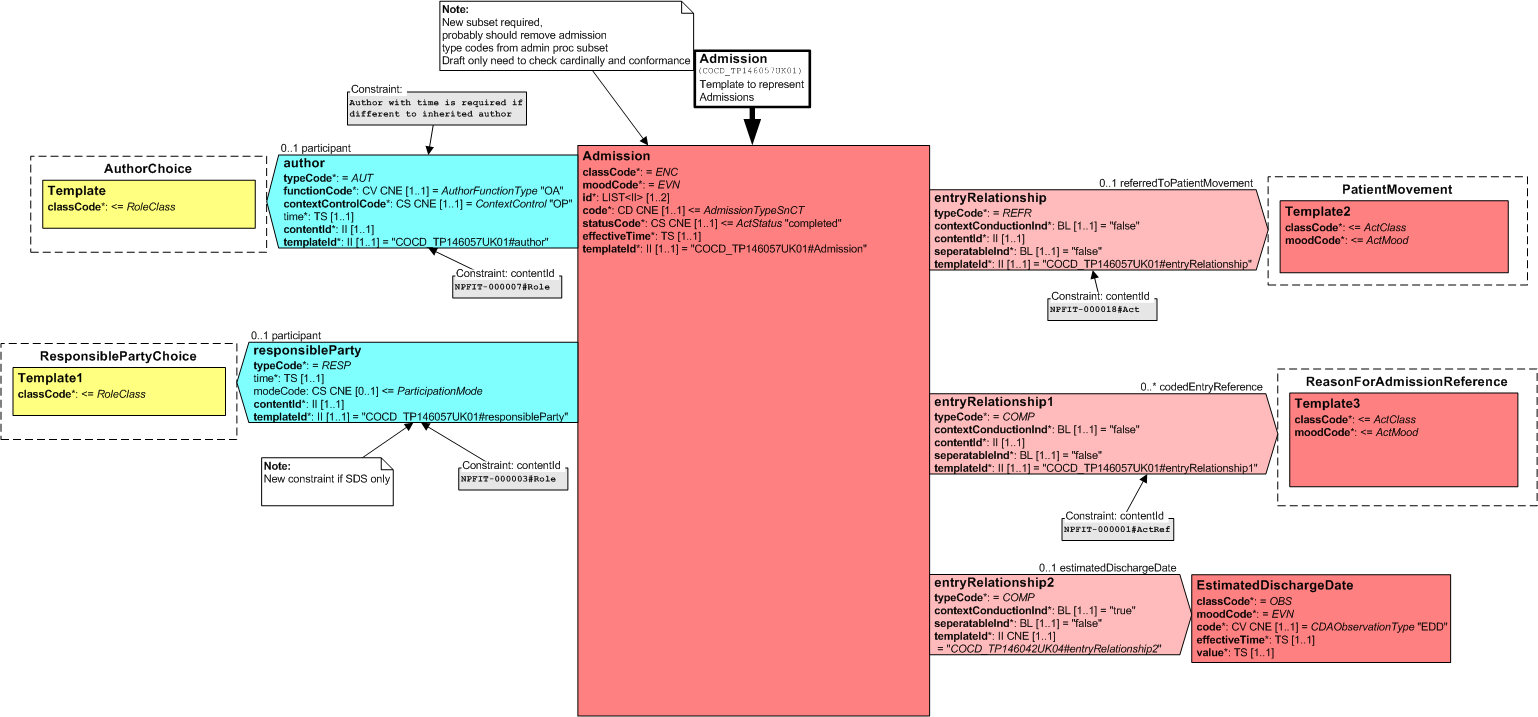 Note:
New subset required,
probably should remove admission
type codes from admin proc subset
Draft only need to check cardinally and conformance
Admission
(COCD_TP146057UK01)
Template to represent
Admissions
Constraint:
Author with time is required if
different to inherited author
0..1 participant
AuthorChoice
Template
classCode*: <= RoleClass
author
typeCode*: = AUT
functionCode*: CV CNE [1..1] = AuthorFunctionType "OA"
contextControlCode*: CS CNE [1..1] = ContextControl "OP"
time*: TS [1..1]
contentId*: II [1..1]
templateId*: II [1..1] = "COCD_TP146057UK01#author"
Constraint: contentId
NPFIT-000007#Role
Admission
classCode*: = ENC
moodCode*: = EVN
id*: LIST<II> [1..2]
code*: CD CNE [1..1] <= AdmissionTypeSnCT
statusCode*: CS CNE [1..1] <= ActStatus "completed"
effectiveTime*: TS [1..1]
templateId*: II [1..1] = "COCD_TP146057UK01#Admission"
0..1 referredToPatientMovement
entryRelationship
typeCode*: = REFR
contextConductionInd*: BL [1..1] = "false"
contentId*: II [1..1]
seperatableInd*: BL [1..1] = "false"
templateId*: II [1..1] = "COCD_TP146057UK01#entryRelationship"
PatientMovement
Template2
classCode*: <= ActClass
moodCode*: <= ActMood
Constraint: contentId
NPFIT-000018#Act
0..1 participant
ResponsiblePartyChoice
Template1
classCode*: <= RoleClass
responsibleParty
typeCode*: = RESP
time*: TS [1..1]
modeCode: CS CNE [0..1] <= ParticipationMode
contentId*: II [1..1]
templateId*: II [1..1] = "COCD_TP146057UK01#responsibleParty"
Note:
New constraint if SDS only
Constraint: contentId
NPFIT-000003#Role
0..* codedEntryReference
entryRelationship1
typeCode*: = COMP
contextConductionInd*: BL [1..1] = "false"
contentId*: II [1..1]
seperatableInd*: BL [1..1] = "false"
templateId*: II [1..1] = "COCD_TP146057UK01#entryRelationship1"
ReasonForAdmissionReference
Template3
classCode*: <= ActClass
moodCode*: <= ActMood
Constraint: contentId
NPFIT-000001#ActRef
0..1 estimatedDischargeDate
entryRelationship2
typeCode*: = COMP
contextConductionInd*: BL [1..1] = "true"
seperatableInd*: BL [1..1] = "false"
templateId*: II CNE [1..1]
= "COCD_TP146042UK04#entryRelationship2"
EstimatedDischargeDate
classCode*: = OBS
moodCode*: = EVN
code*: CV CNE [1..1] = CDAObservationType "EDD"
effectiveTime*: TS [1..1]
value*: TS [1..1]